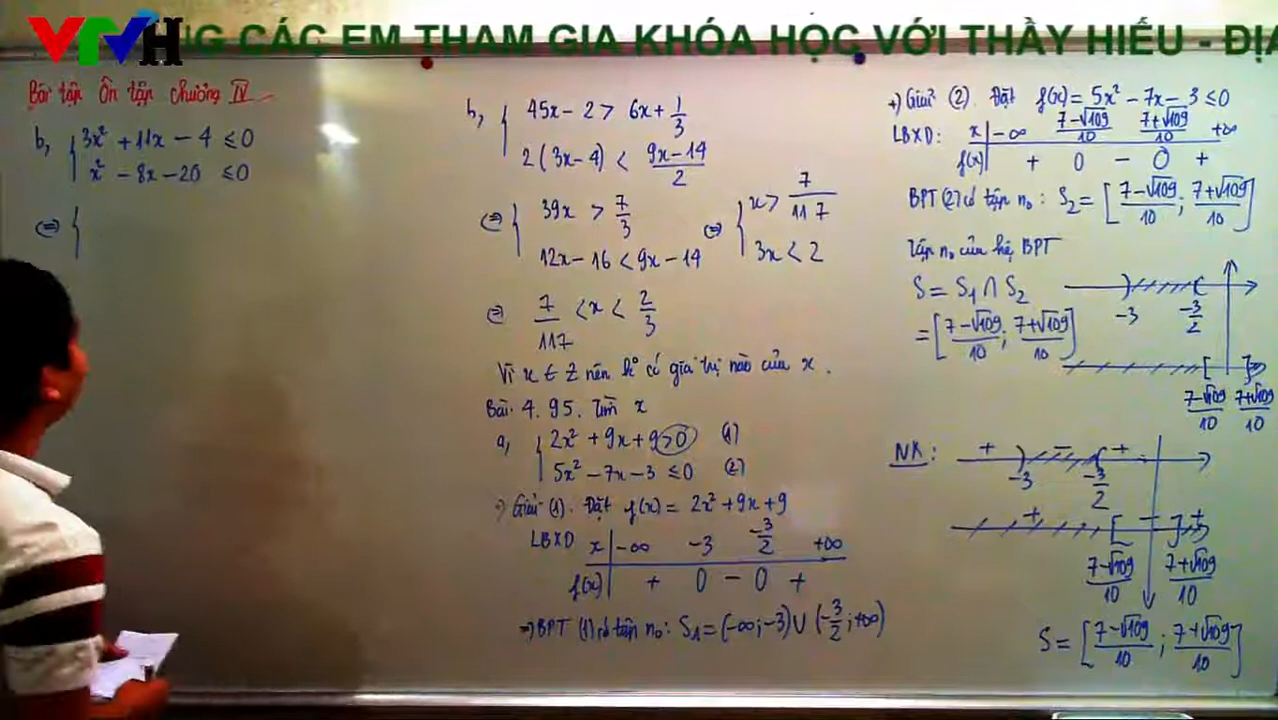 VTVH
NG CÁC EM THAM GIA KHÓA HỌC VỚI THẦY HIẾU - ĐỊA
Bài tập Ôn tập chương IV
b, { 3x² + 11x - 4 ≤ 0
x² - 8x - 20 ≤ 0
(=) {
b, { 45x - 2 > 6x + 1/3
2(3x-4) < (9x-14)/2
(=) { 39x > 7/3 (=) { x > 7/117
12x - 16 < 9x - 14 3x < 2
(=) 7/117 < x < 2/3
Vì x ∈ Z nên k° có giá trị nào của x.
Bài 4.95. Tìm x
a, { 2x² + 9x + 9 > 0 (1)
5x² - 7x - 3 ≤ 0 (2)
+) Giải (1). Đặt f(x) = 2x² + 9x + 9
LBXD x | -∞ -3 -3/2 +∞
f(x) | + 0 - 0 +
=) BPT (1) có tập n₀: S₁ = (-∞; -3) ∪ (-3/2; +∞)
+) Giải (2). Đặt f(x) = 5x² - 7x - 3 ≤ 0
LBXD: x | -∞ (7-√109)/10 (7+√109)/10 +∞
f(x) | + 0 - 0 +
BPT (2) có tập n₀: S₂ = [(7-√109)/10; (7+√109)/10]
Tập n₀ của hệ BPT
S = S₁ ∩ S₂
= [(7-√109)/10; (7+√109)/10]
-3 -3/2
(7-√109)/10 (7+√109)/10
NK: + - +
-3 -3/2
+ - +
(7-√109)/10 (7+√109)/10
S = [(7-√109)/10; (7+√109)/10]